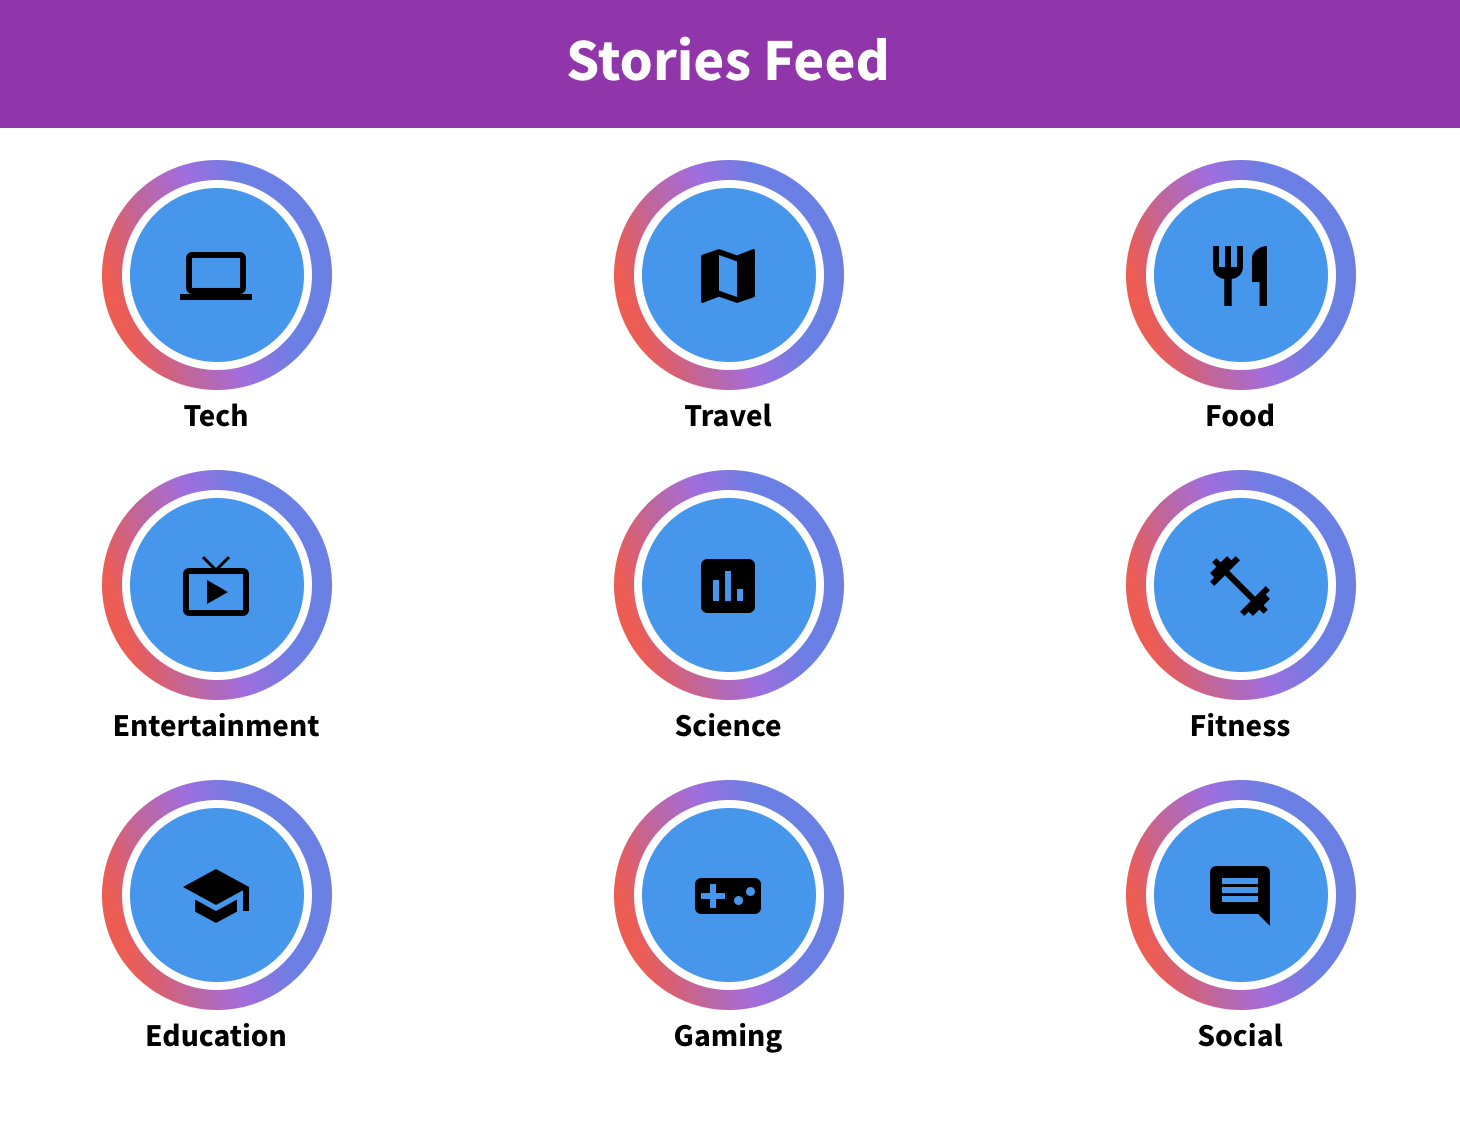 Stories Feed
Tech
Travel
Food
Entertainment
Science
Fitness
Education
Gaming
Social